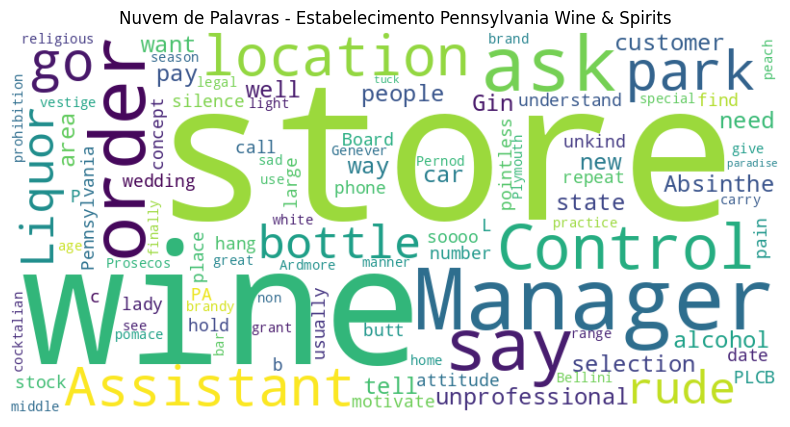 Nuvem de Palavras - Estabelecimento Pennsylvania Wine & Spirits
religious
want
location
ask
brand
customer
peach
go
season
pay
legal
tuck
park
order
well
vestige
silence
light
people
Gin
understand
special
find
prohibition
Liquor
area
concept
store
call
Board
Genever
way
sad
Pernod
car
phone
large
use
pointless
Plymouth
unkind
new
repeat
need
give
paradise
Absinthe
carry
wedding
Pennsylvania
P
state
practice
white
age
finally
bottle
soooo
L
number
Control
pain
hang
place
Prosecos
great
Ardmore
manner
wine
Manager
c
lady
PA
brandy
non
see
hold
grant
usually
pomace
bar
b
cocktalian
butt
say
range
alcohol
home
selection
date
stock
Assistant
tell
attitude
Bellini
PLCB
motivate
unprofessional
rude
middle